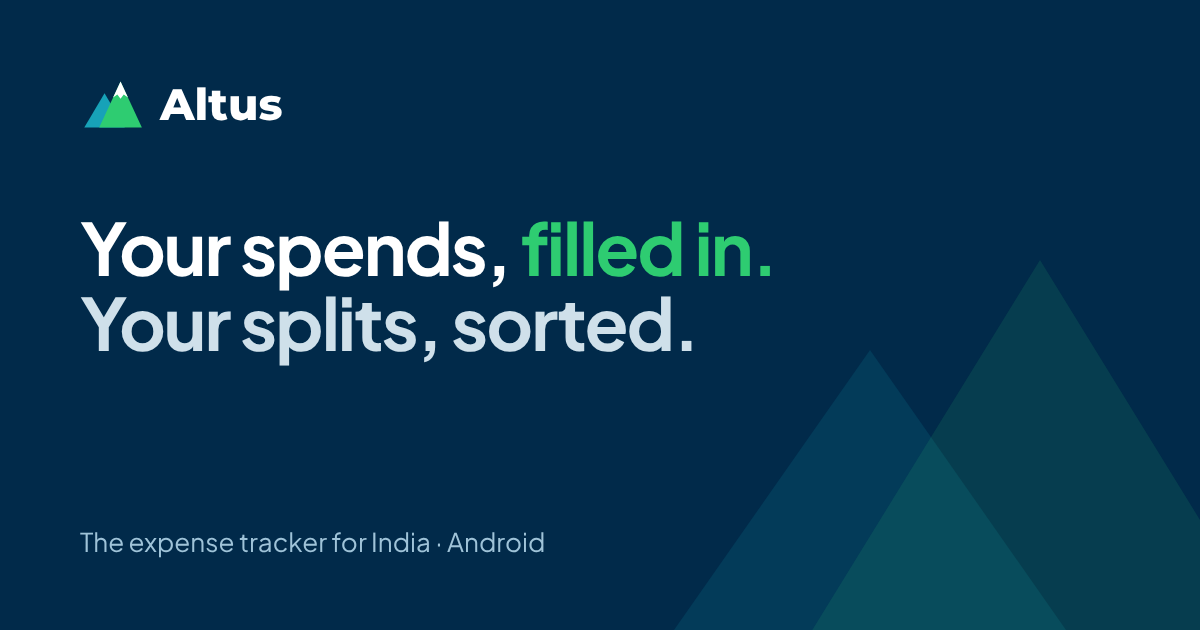 Altus
Your spends, filled in.
Your splits, sorted.
The expense tracker for India · Android